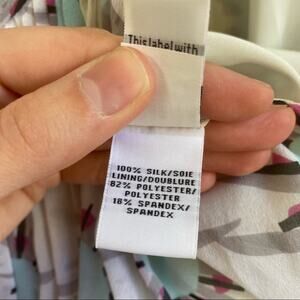 This label with
100% SILK/SOIE
LINING/DOUBLURE
82% POLYESTER/
POLYESTER
18% SPANDEX/
SPANDEX